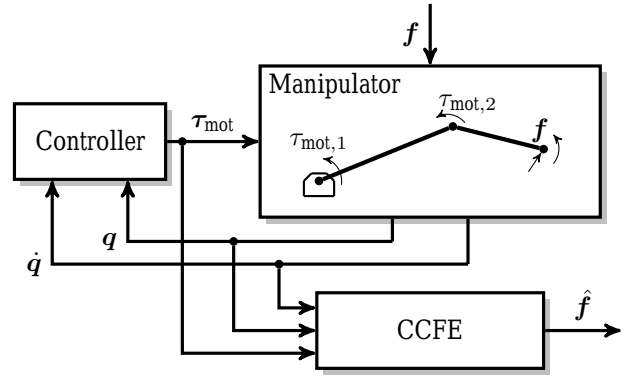 f
Manipulator
τmot,2
τmot
Controller
τmot,1
f
q
q̇
f̂
CCFE